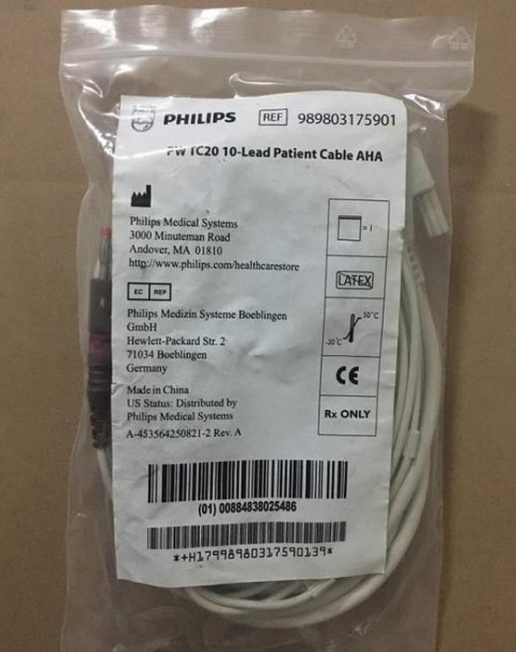 PHILIPS REF 989803175901
PW TC20 10-Lead Patient Cable AHA
Philips Medical Systems
3000 Minuteman Road
Andover, MA 01810
http://www.philips.com/healthcarestore
= 1
EC REP
LATEX
Philips Medizin Systeme Boeblingen
GmbH
Hewlett-Packard Str. 2
71034 Boeblingen
Germany
50°C
-20°C
CE
Made in China
US Status: Distributed by
Philips Medical Systems
Rx ONLY
A-453564250821-2 Rev. A
(01) 00884838025486
*+H17998980317590139*